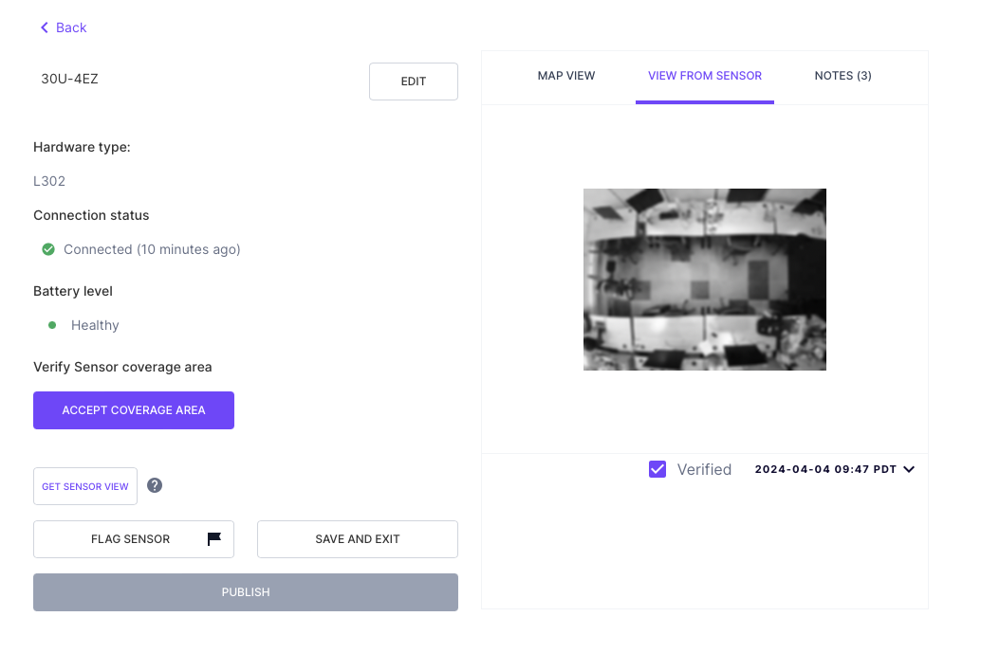 Back
30U-4EZ
EDIT
Hardware type:
L302
Connection status
Connected (10 minutes ago)
Battery level
Healthy
Verify Sensor coverage area
ACCEPT COVERAGE AREA
GET SENSOR VIEW
?
FLAG SENSOR
SAVE AND EXIT
PUBLISH
MAP VIEW
VIEW FROM SENSOR
NOTES (3)
Verified
2024-04-04 09:47 PDT